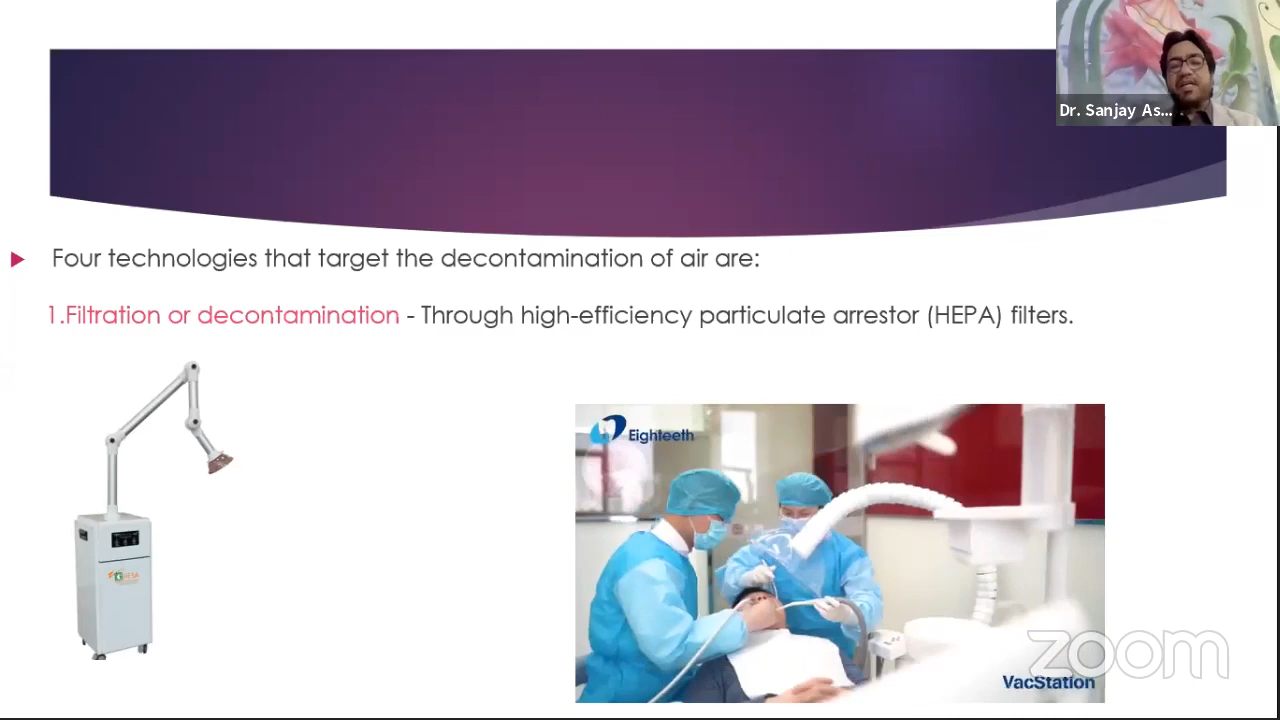 Dr. Sanjay As...
Four technologies that target the decontamination of air are:
1.Filtration or decontamination - Through high-efficiency particulate arrestor (HEPA) filters.
Eighteeth
zoom
VacStation